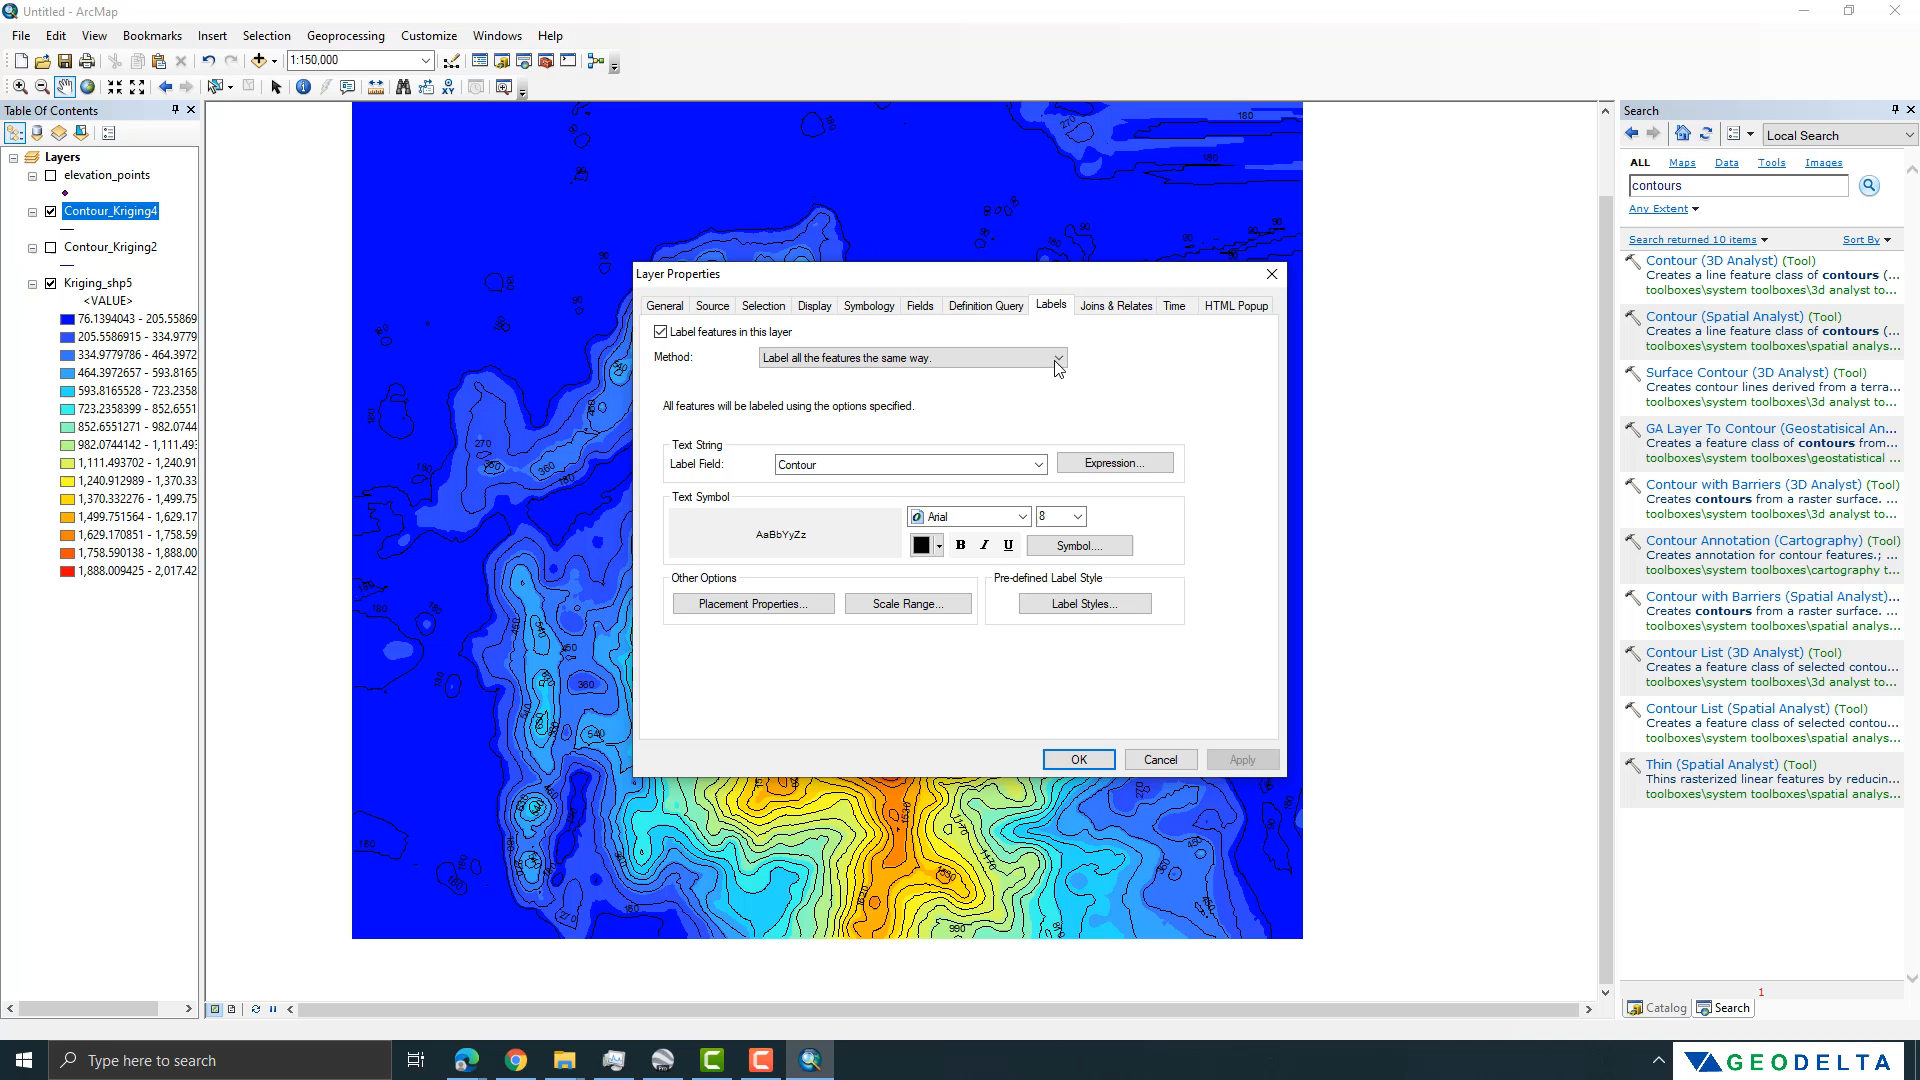 Untitled - ArcMap
File Edit View Bookmarks Insert Selection Geoprocessing Customize Windows Help
1:150,000
Table Of Contents
Layers
elevation_points
Contour_Kriging4
Contour_Kriging2
Kriging_shp5
<VALUE>
76.1394043 - 205.55869
205.5586915 - 334.9779
334.9779786 - 464.3972
464.3972657 - 593.8165
593.8165528 - 723.2358
723.2358399 - 852.6551
852.6551271 - 982.0744
982.0744142 - 1,111.493
1,111.493702 - 1,240.91
1,240.912989 - 1,370.33
1,370.332276 - 1,499.75
1,499.751564 - 1,629.17
1,629.170851 - 1,758.59
1,758.590138 - 1,888.00
1,888.009425 - 2,017.42
Layer Properties
General Source Selection Display Symbology Fields Definition Query Labels Joins & Relates Time HTML Popup
Label features in this layer
Method: Label all the features the same way.
All features will be labeled using the options specified.
Text String
Label Field: Contour Expression...
Text Symbol
AaBbYyZz
Arial 8
B I U Symbol....
Other Options
Placement Properties... Scale Range...
Pre-defined Label Style
Label Styles...
OK Cancel Apply
Search
Local Search
ALL Maps Data Tools Images
contours
Any Extent
Search returned 10 items Sort By
Contour (3D Analyst) (Tool)
Creates a line feature class of contours (...
toolboxes\system toolboxes\3d analyst to...
Contour (Spatial Analyst) (Tool)
Creates a line feature class of contours (...
toolboxes\system toolboxes\spatial analys...
Surface Contour (3D Analyst) (Tool)
Creates contour lines derived from a terra...
toolboxes\system toolboxes\3d analyst to...
GA Layer To Contour (Geostatisical An...
Creates a feature class of contours from...
toolboxes\system toolboxes\geostatistical ...
Contour with Barriers (3D Analyst) (Tool)
Creates contours from a raster surface. ...
toolboxes\system toolboxes\3d analyst to...
Contour Annotation (Cartography) (Tool)
Creates annotation for contour features.; ...
toolboxes\system toolboxes\cartography t...
Contour with Barriers (Spatial Analyst)...
Creates contours from a raster surface. ...
toolboxes\system toolboxes\spatial analys...
Contour List (3D Analyst) (Tool)
Creates a feature class of selected contou...
toolboxes\system toolboxes\3d analyst to...
Contour List (Spatial Analyst) (Tool)
Creates a feature class of selected contou...
toolboxes\system toolboxes\spatial analys...
Thin (Spatial Analyst) (Tool)
Thins rasterized linear features by reducin...
toolboxes\system toolboxes\spatial analys...
1
Catalog Search
Type here to search
GEODELTA